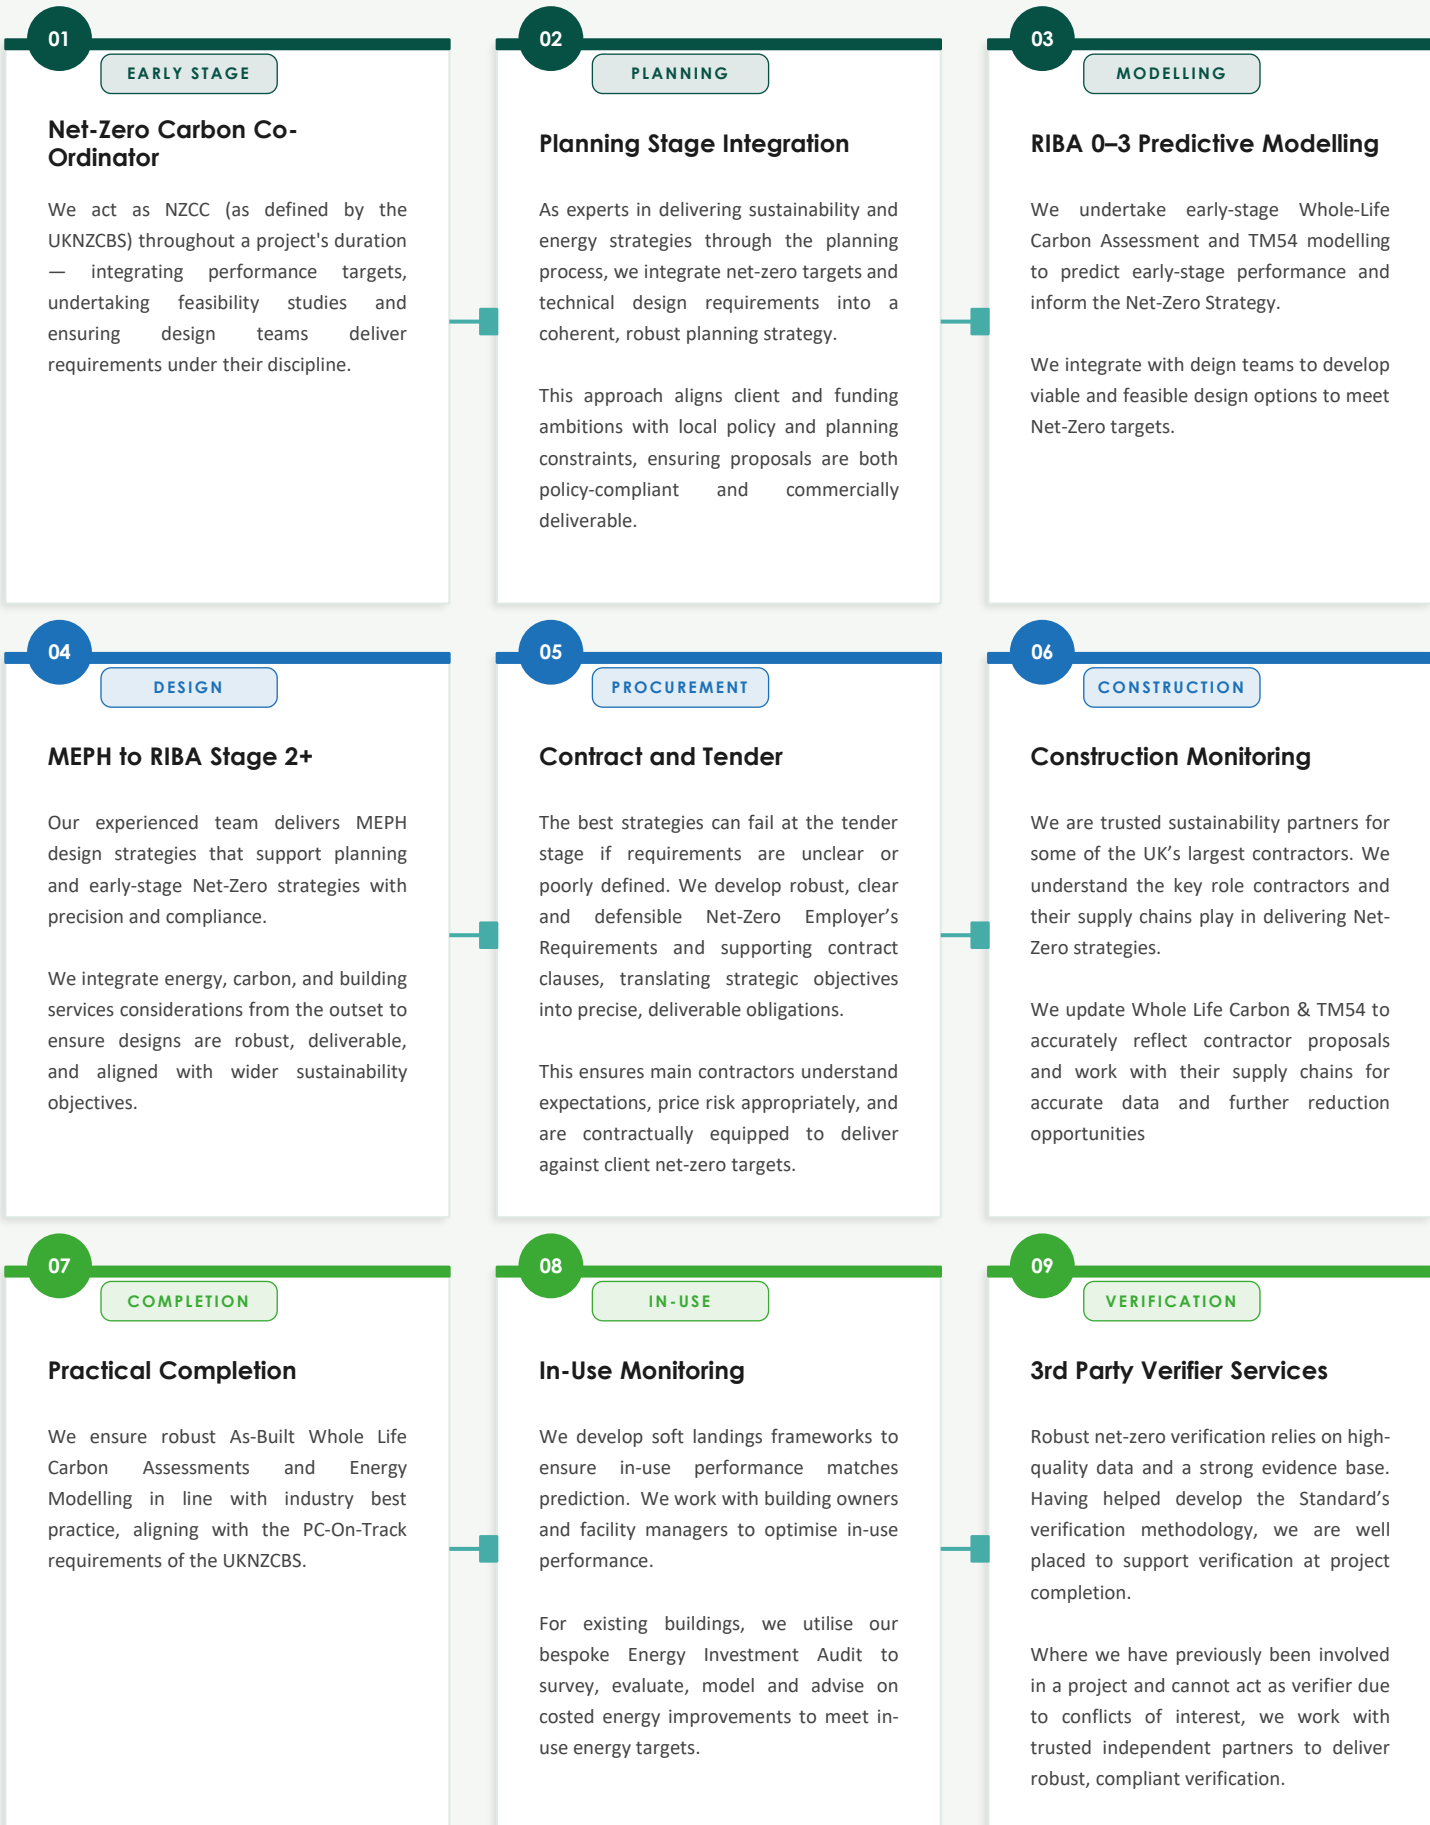 01
EARLY STAGE
Net-Zero Carbon Co-
Ordinator
We act as NZCC (as defined by the
UKNZCBS) throughout a project's duration
— integrating performance targets,
undertaking feasibility studies and
ensuring design teams deliver
requirements under their discipline.
02
PLANNING
Planning Stage Integration
As experts in delivering sustainability and
energy strategies through the planning
process, we integrate net-zero targets and
technical design requirements into a
coherent, robust planning strategy.
This approach aligns client and funding
ambitions with local policy and planning
constraints, ensuring proposals are both
policy-compliant and commercially
deliverable.
03
MODELLING
RIBA 0–3 Predictive Modelling
We undertake early-stage Whole-Life
Carbon Assessment and TM54 modelling
to predict early-stage performance and
inform the Net-Zero Strategy.
We integrate with deign teams to develop
viable and feasible design options to meet
Net-Zero targets.
04
DESIGN
MEPH to RIBA Stage 2+
Our experienced team delivers MEPH
design strategies that support planning
and early-stage Net-Zero strategies with
precision and compliance.
We integrate energy, carbon, and building
services considerations from the outset to
ensure designs are robust, deliverable,
and aligned with wider sustainability
objectives.
05
PROCUREMENT
Contract and Tender
The best strategies can fail at the tender
stage if requirements are unclear or
poorly defined. We develop robust, clear
and defensible Net-Zero Employer’s
Requirements and supporting contract
clauses, translating strategic objectives
into precise, deliverable obligations.
This ensures main contractors understand
expectations, price risk appropriately, and
are contractually equipped to deliver
against client net-zero targets.
06
CONSTRUCTION
Construction Monitoring
We are trusted sustainability partners for
some of the UK’s largest contractors. We
understand the key role contractors and
their supply chains play in delivering Net-
Zero strategies.
We update Whole Life Carbon & TM54 to
accurately reflect contractor proposals
and work with their supply chains for
accurate data and further reduction
opportunities
07
COMPLETION
Practical Completion
We ensure robust As-Built Whole Life
Carbon Assessments and Energy
Modelling in line with industry best
practice, aligning with the PC-On-Track
requirements of the UKNZCBS.
08
IN-USE
In-Use Monitoring
We develop soft landings frameworks to
ensure in-use performance matches
prediction. We work with building owners
and facility managers to optimise in-use
performance.
For existing buildings, we utilise our
bespoke Energy Investment Audit to
survey, evaluate, model and advise on
costed energy improvements to meet in-
use energy targets.
09
VERIFICATION
3rd Party Verifier Services
Robust net-zero verification relies on high-
quality data and a strong evidence base.
Having helped develop the Standard’s
verification methodology, we are well
placed to support verification at project
completion.
Where we have previously been involved
in a project and cannot act as verifier due
to conflicts of interest, we work with
trusted independent partners to deliver
robust, compliant verification.